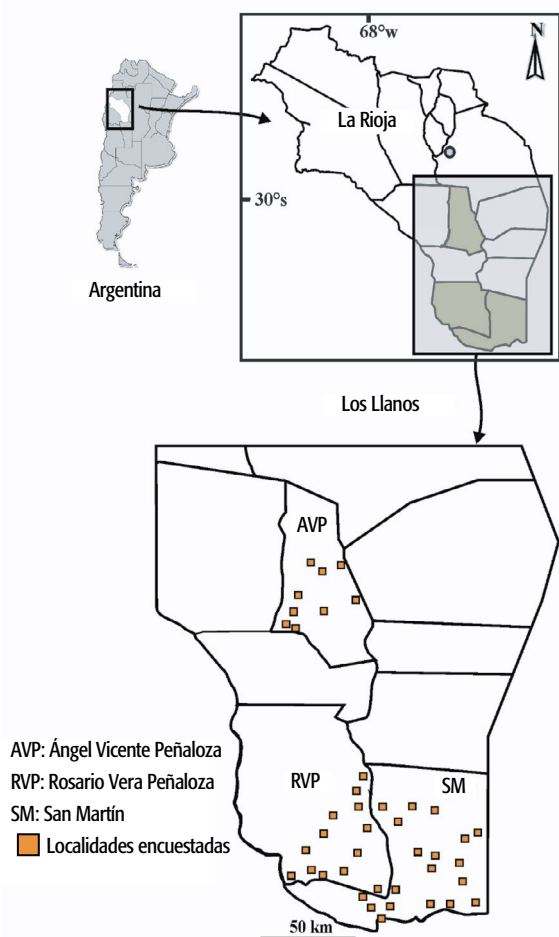 68°w
N
La Rioja
30°s
Argentina
Los Llanos
AVP
AVP: Ángel Vicente Peñaloza
RVP: Rosario Vera Peñaloza
RVP
SM
SM: San Martín
Localidades encuestadas
50 km